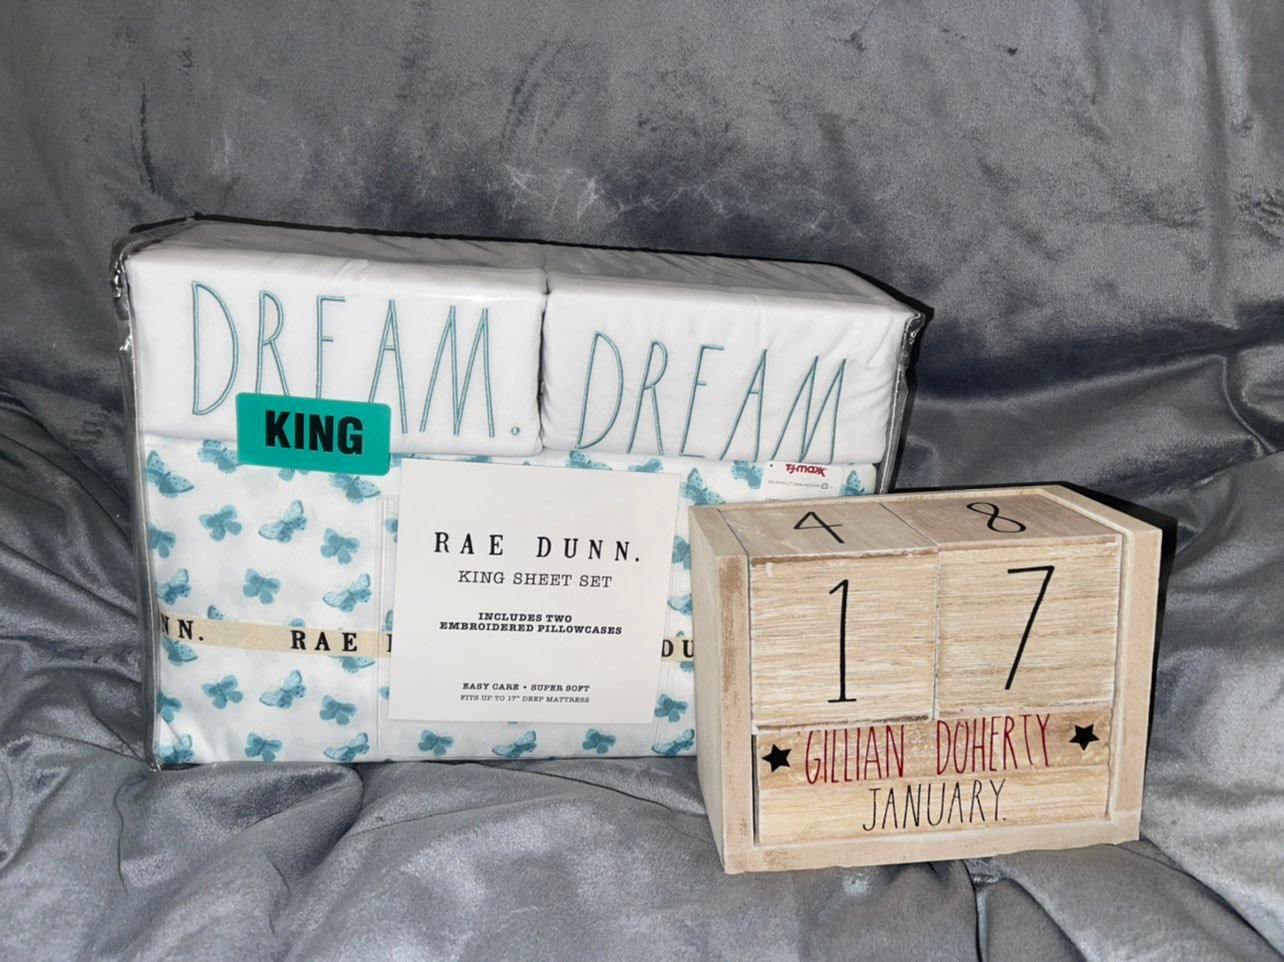 DREAM.
DREAM
KING
TJ-maxx
RAE DUNN.
KING SHEET SET
INCLUDES TWO
EMBROIDERED PILLOWCASES
EASY CARE • SUPER SOFT
FITS UP TO 17" DEEP MATTRESS
NN.
RAE
DU
4 8
1 7
GILLIAN DOHERTY
JANUARY.